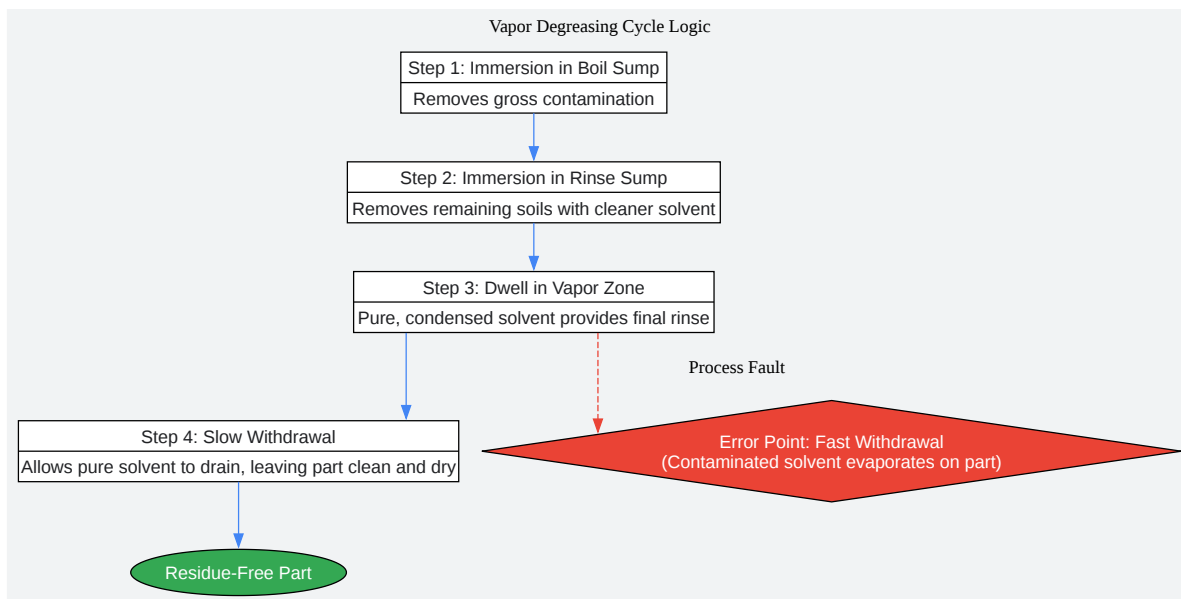 Vapor Degreasing Cycle Logic
Step 1: Immersion in Boil Sump
Removes gross contamination
Step 2: Immersion in Rinse Sump
Removes remaining soils with cleaner solvent
Step 3: Dwell in Vapor Zone
Pure, condensed solvent provides final rinse
Process Fault
Step 4: Slow Withdrawal
Allows pure solvent to drain, leaving part clean and dry
Error Point: Fast Withdrawal
(Contaminated solvent evaporates on part)
Residue-Free Part